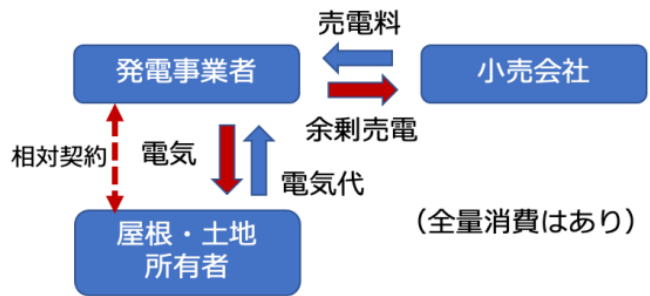 売電料
発電事業者
小売会社
余剰売電
相対契約
電気
電気代
屋根・土地
所有者
（全量消費はあり）